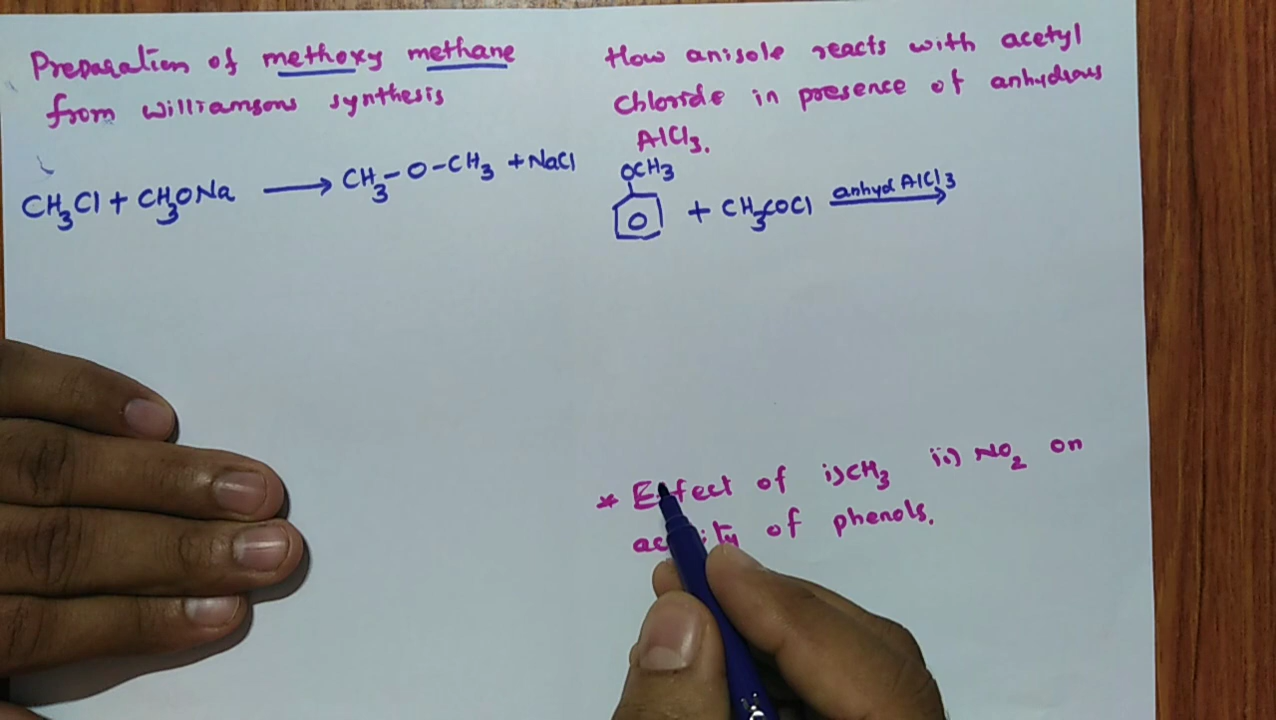 Preparation of methoxy methane
from williamsons synthesis
CH3Cl + CH3ONa ⟶ CH3-O-CH3 + NaCl
How anisole reacts with acetyl
chloride in presence of anhydrous
AlCl3.
OCH3
+ CH3COCl anhyd AlCl3
* Effect of i) CH3 ii) NO2 on
of phenols.